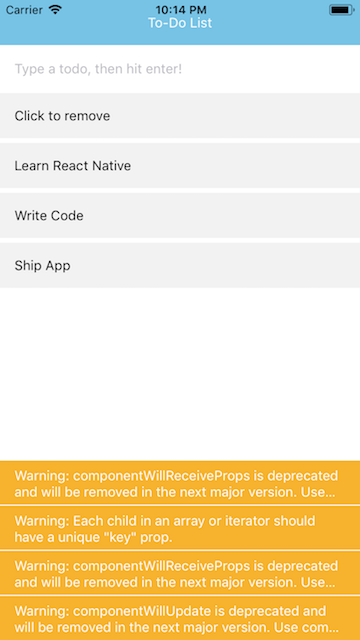 Carrier 10:14 PM
To-Do List
Type a todo, then hit enter!
Click to remove
Learn React Native
Write Code
Ship App
Warning: componentWillReceiveProps is deprecated
and will be removed in the next major version. Use...
Warning: Each child in an array or iterator should
have a unique "key" prop.
Warning: componentWillReceiveProps is deprecated
and will be removed in the next major version. Use...
Warning: componentWillUpdate is deprecated and
will be removed in the next major version. Use com...